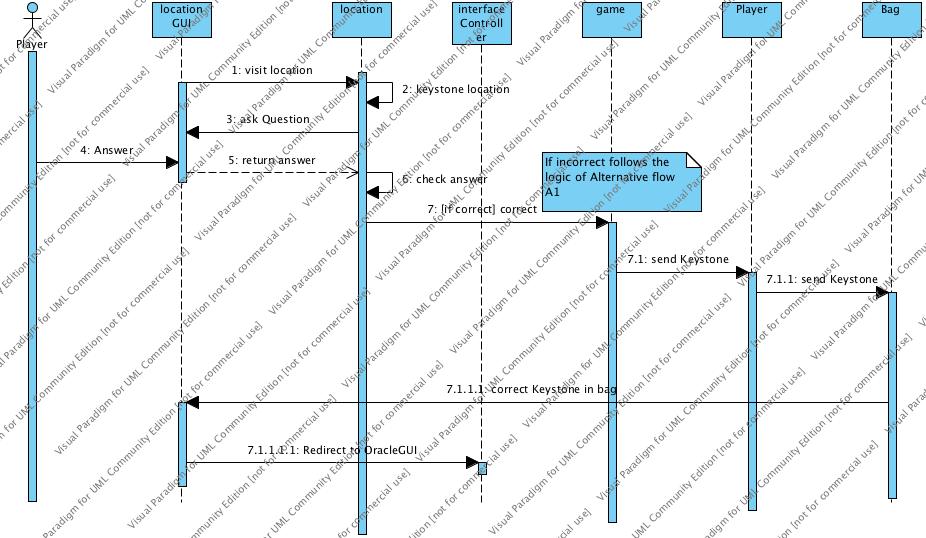 location
GUI
location
interface
Controll
er
game
Player
Bag
Player
1: visit location
2: keystone location
3: ask Question
4: Answer
5: return answer
6: check answer
If incorrect follows the
logic of Alternative flow
A1
7: [if correct] correct
7.1: send Keystone
7.1.1: send Keystone
7.1.1.1: correct Keystone in bag
7.1.1.1.1: Redirect to OracleGUI
Visual Paradigm for UML Community Edition [not for commercial use]